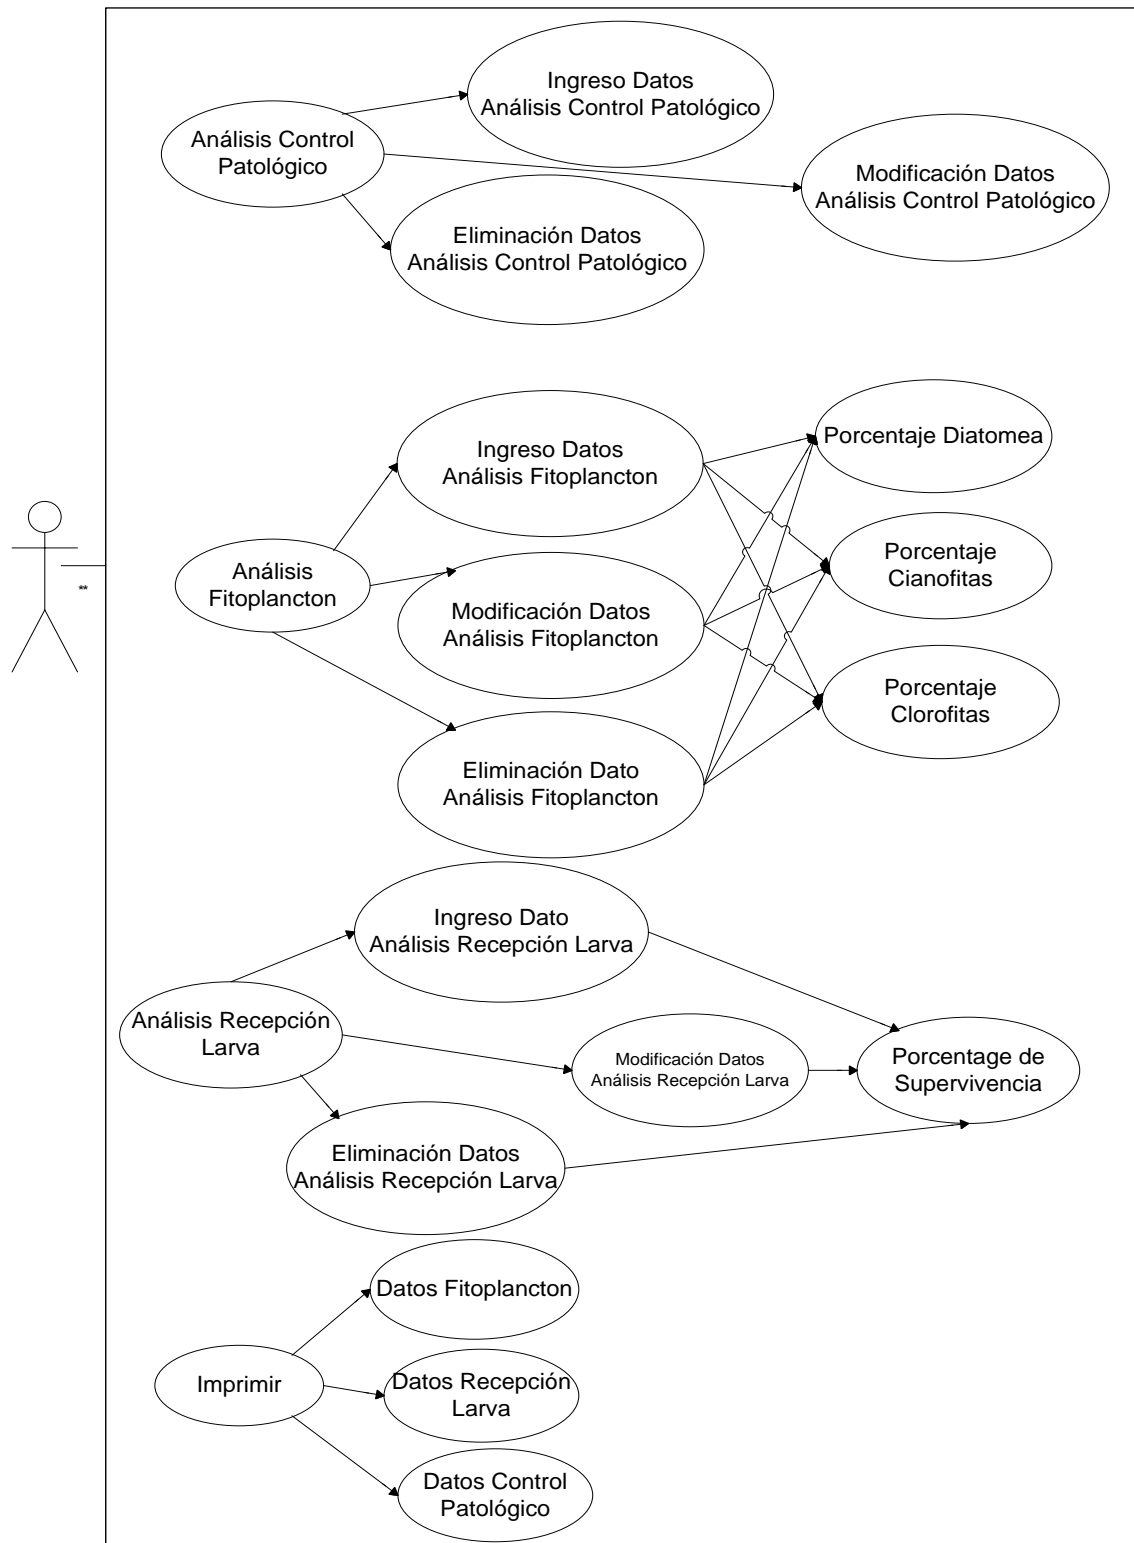 Ingreso Datos
Análisis Control Patológico
Análisis Control
Patológico
Modificación Datos
Análisis Control Patológico
Eliminación Datos
Análisis Control Patológico
Ingreso Datos
Análisis Fitoplancton
Porcentaje Diatomea
Porcentaje
Cianofitas
Análisis
Fitoplancton
**
Modificación Datos
Análisis Fitoplancton
Porcentaje
Clorofitas
Eliminación Dato
Análisis Fitoplancton
Ingreso Dato
Análisis Recepción Larva
Análisis Recepción
Larva
Modificación Datos
Análisis Recepción Larva
Porcentage de
Supervivencia
Eliminación Datos
Análisis Recepción Larva
Datos Fitoplancton
Imprimir
Datos Recepción
Larva
Datos Control
Patológico